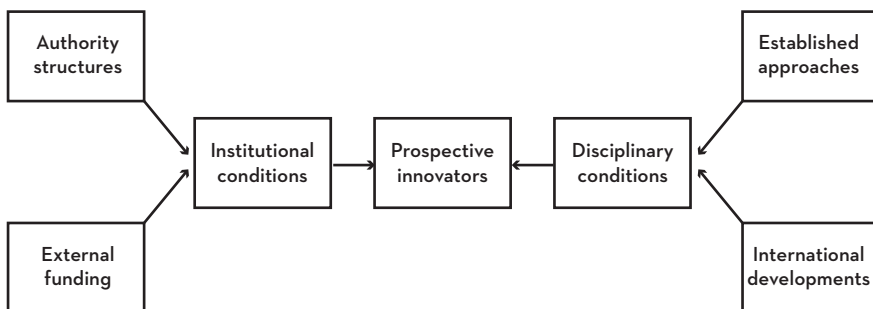 Authority
structures
Established
approaches
Institutional
conditions
Prospective
innovators
Disciplinary
conditions
External
funding
International
developments